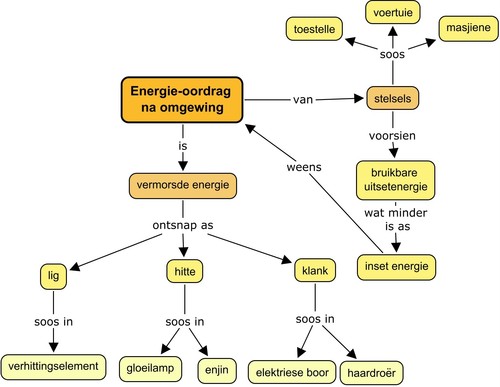 voertuie
toestelle
masjiene
soos
Energie-oordrag
na omgewing
van
stelsels
is
voorsien
weens
vermorsde energie
bruikbare
uitsetenergie
wat minder
is as
ontsnap as
lig
hitte
klank
inset energie
soos in
soos in
soos in
verhittingselement
gloeilamp
enjin
elektriese boor
haardroër